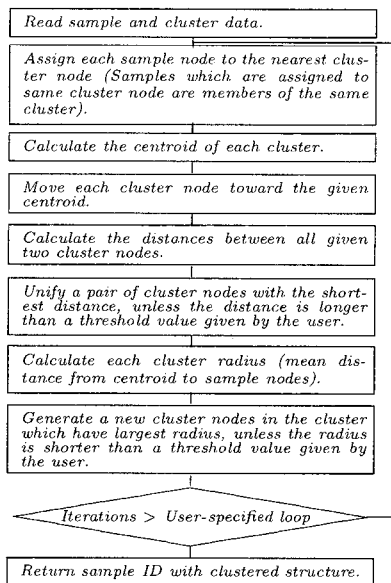 Read sample and cluster data.
Assign each sample node to the nearest clus-
ter node (Samples which are assigned to
same cluster node are members of the same
cluster).
Calculate the centroid of each cluster.
Move each cluster node toward the given
centroid.
Calculate the distances between all given
two cluster nodes.
Unify a pair of cluster nodes with the short-
est distance, unless the distance is longer
than a threshold value given by the user.
Calculate each cluster radius (mean dis-
tance from centroid to sample nodes).
Generate a new cluster nodes in the cluster
which have largest radius, unless the radius
is shorter than a threshold value given by
the user.
Iterations > User-specified loop
Return sample ID with clustered structure.